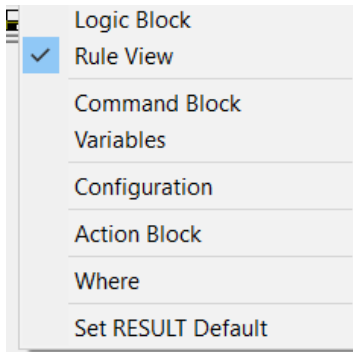 Logic Block
Rule View
Command Block
Variables
Configuration
Action Block
Where
Set RESULT Default